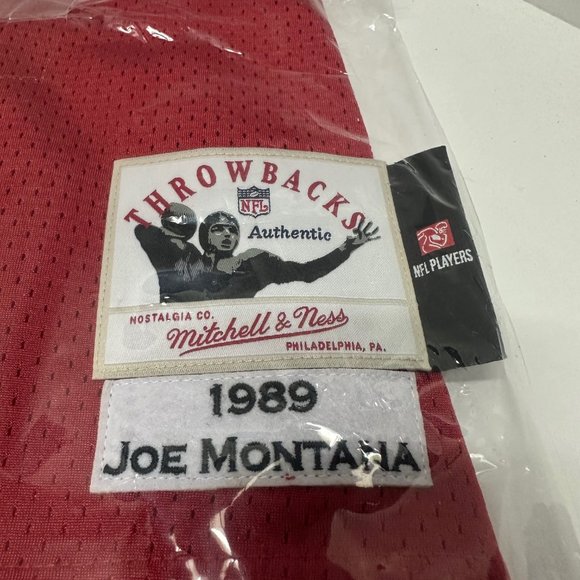 THROWBACKS
NFL
Authentic
NOSTALGIA CO.
Mitchell & Ness
PHILADELPHIA, PA.
NFL PLAYERS
1989
JOE MONTANA